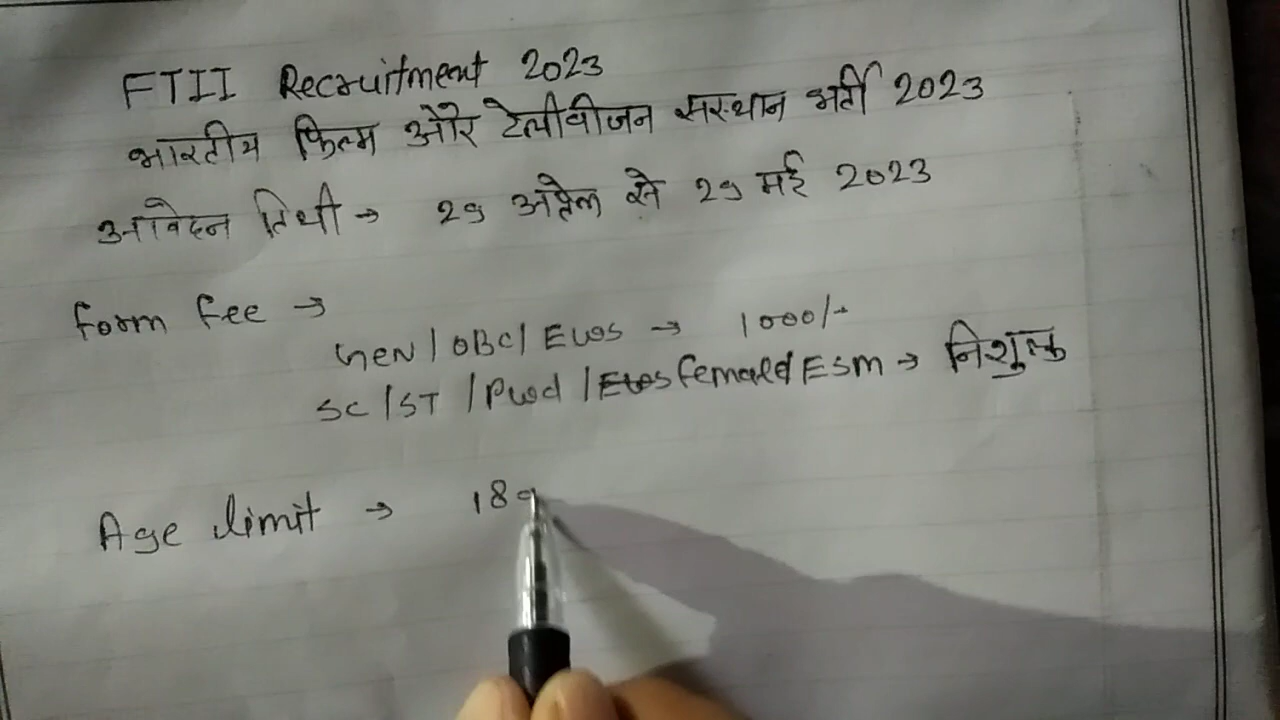 FTII Recruitment 2023
भारतीय फिल्म और टेलीवीजन संस्थान भर्ती 2023
आवेदन तिथी → 29 अप्रैल से 29 मई 2023
form fee →
Gen / OBC / Ews → 1000/-
SC / ST / Pwd / female / ESM → निशुल्क
Age limit → 18